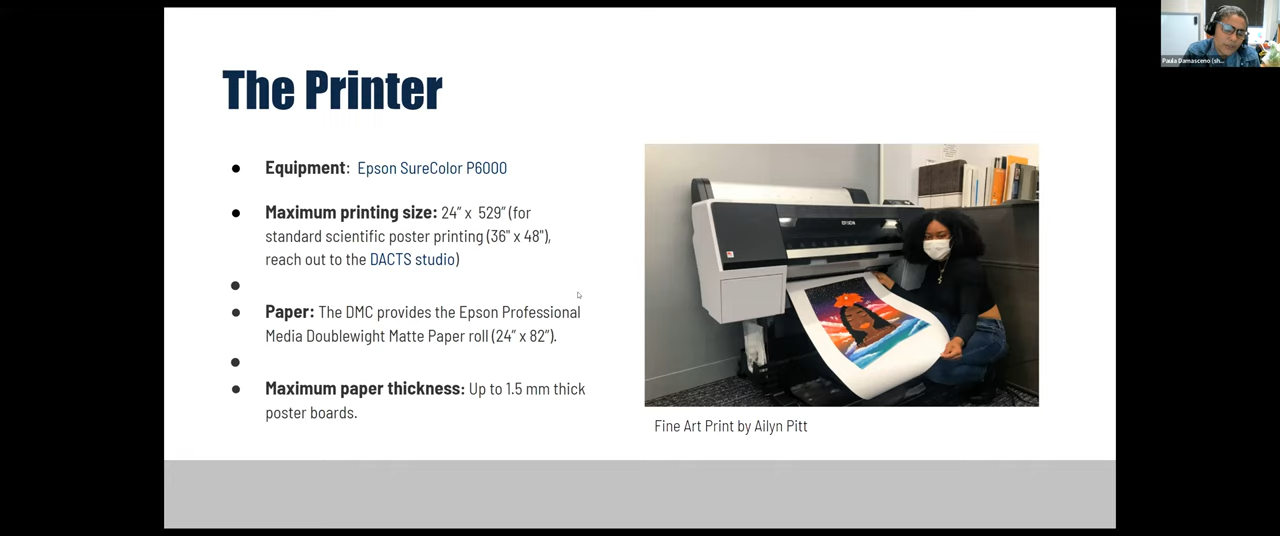 The Printer
● Equipment: Epson SureColor P6000
● Maximum printing size: 24” x 529” (for
standard scientific poster printing (36" x 48"),
reach out to the DACTS studio)
●
● Paper: The DMC provides the Epson Professional
Media Doublewight Matte Paper roll (24” x 82”).
●
● Maximum paper thickness: Up to 1.5 mm thick
poster boards.
EPSON
Fine Art Print by Ailyn Pitt
Paula Damasceno (sh...